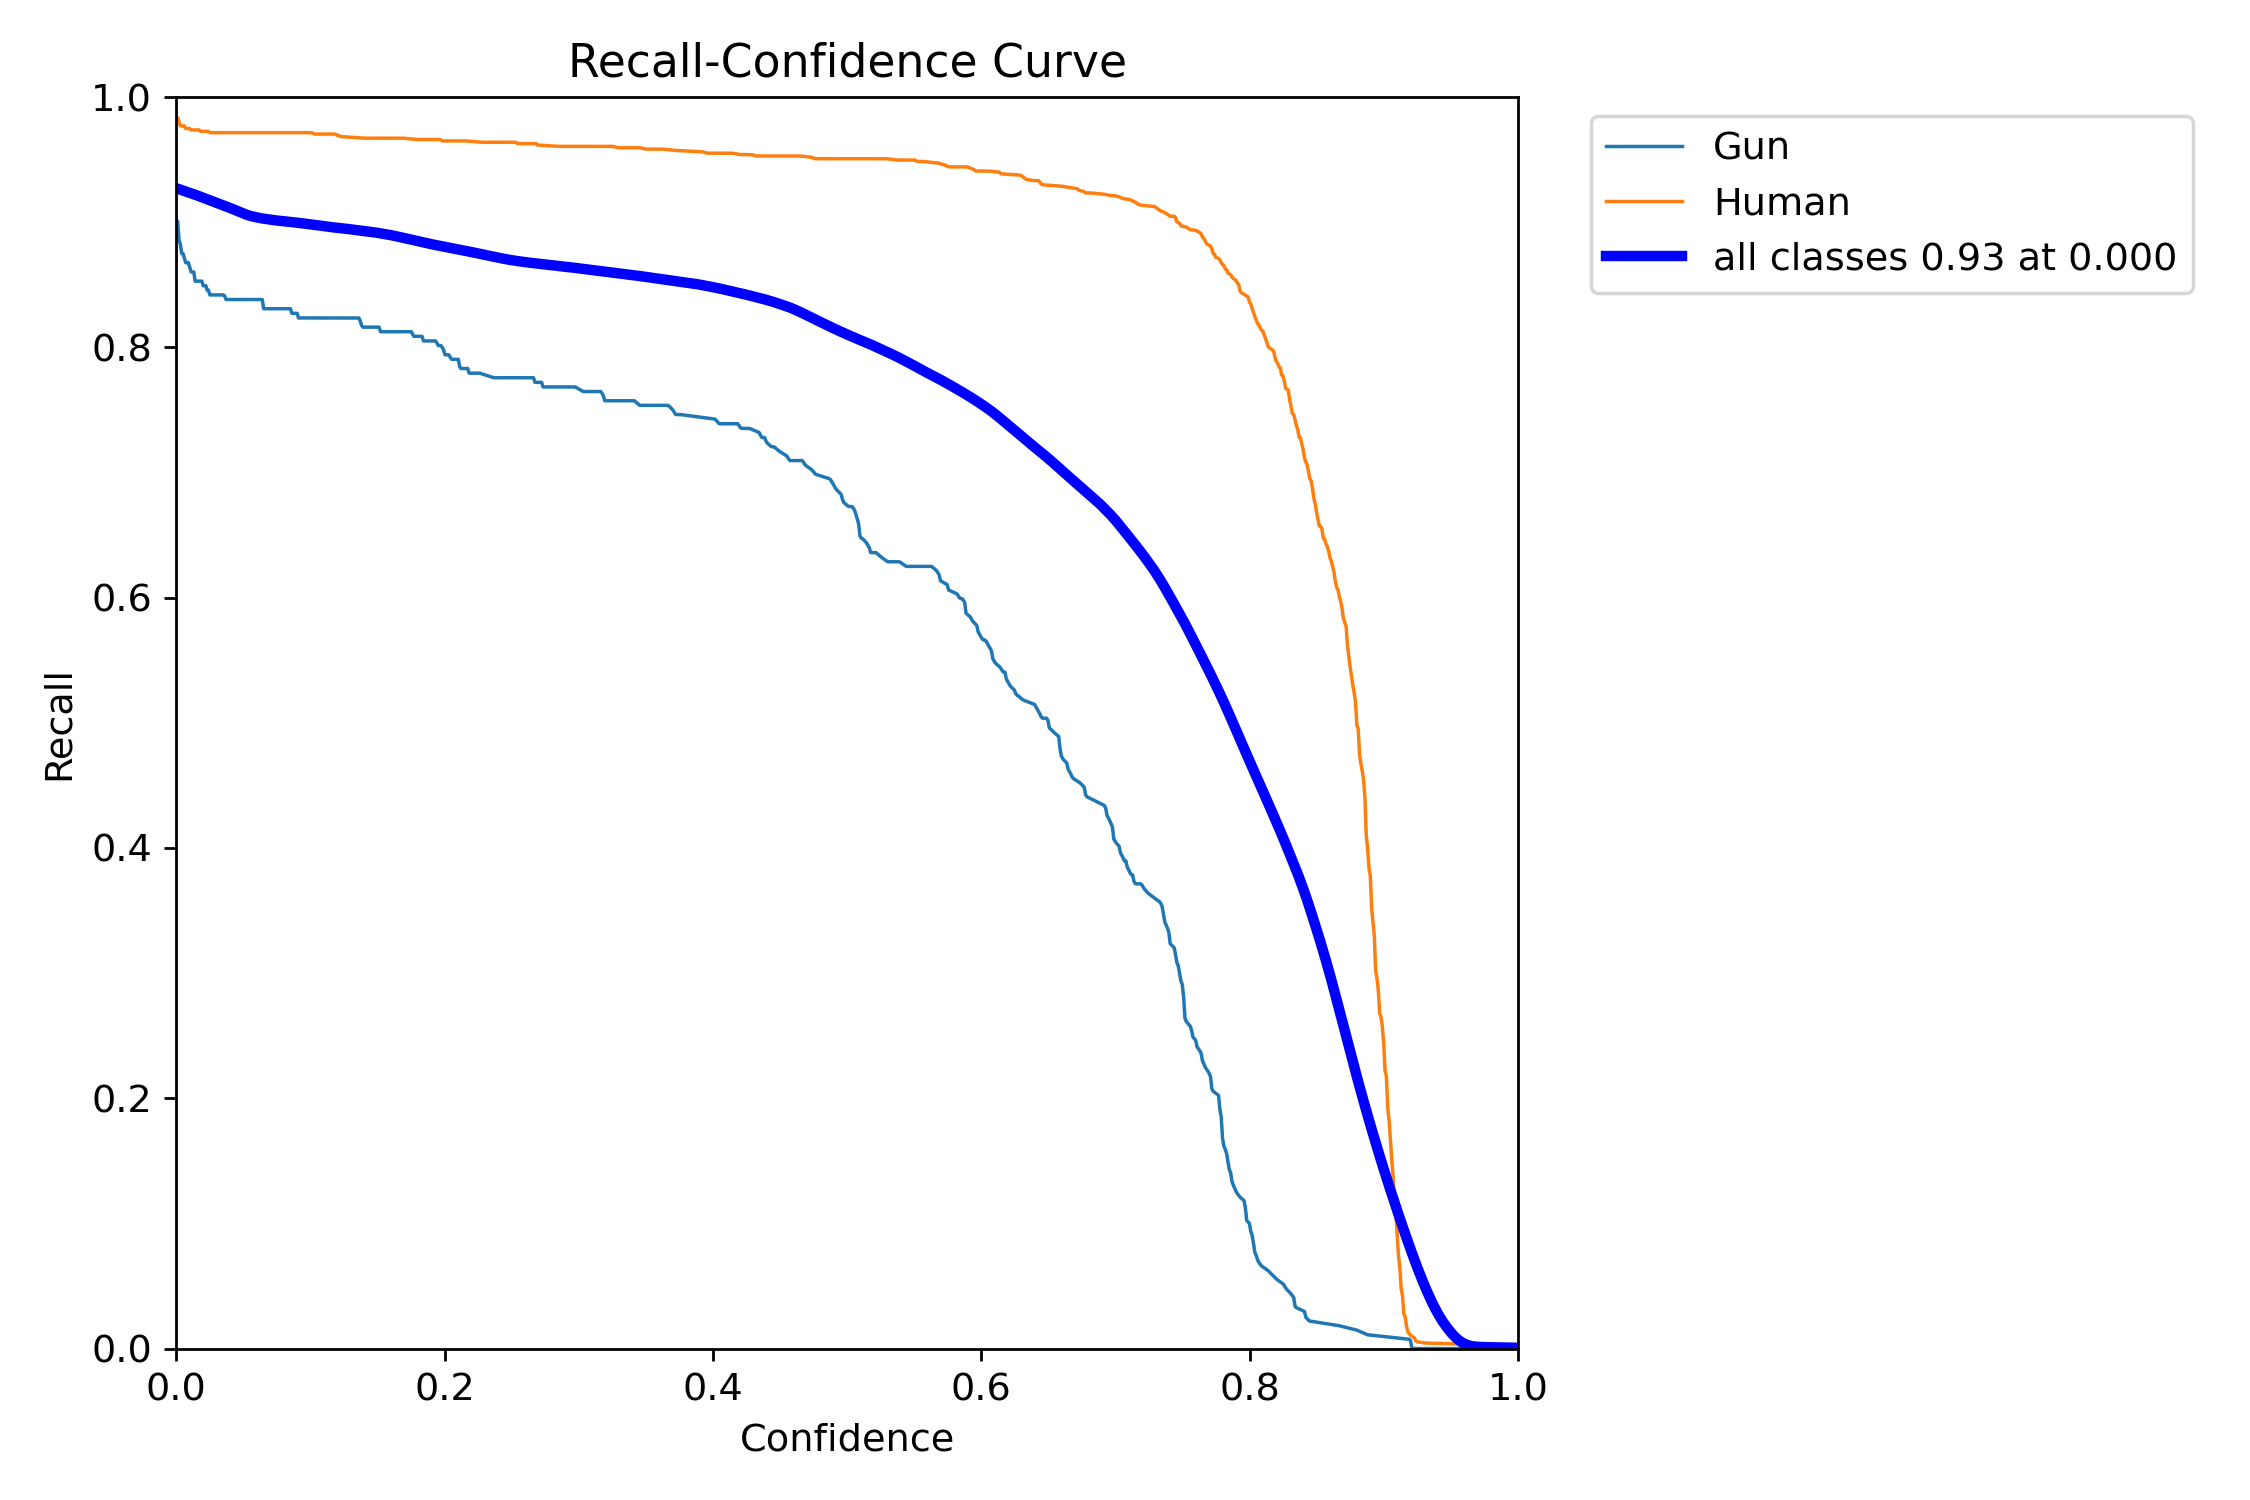 Recall-Confidence Curve
1.0
0.8
0.6
0.4
0.2
0.0
Recall
0.0 0.2 0.4 0.6 0.8 1.0
Confidence
Gun
Human
all classes 0.93 at 0.000